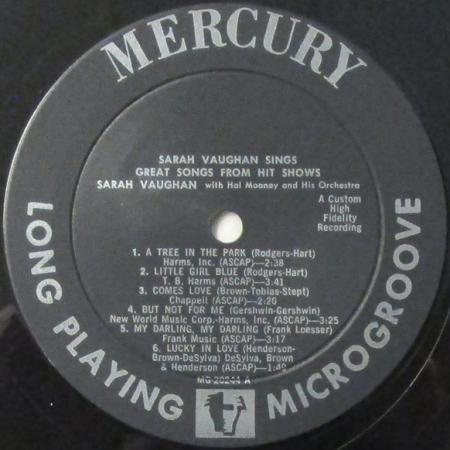 MERCURY
SARAH VAUGHAN SINGS
GREAT SONGS FROM HIT SHOWS
SARAH VAUGHAN with Hal Mooney and His Orchestra
A Custom
High
Fidelity
Recording
1. A TREE IN THE PARK (Rodgers-Hart)
Harms, Inc. (ASCAP)—2:38
2. LITTLE GIRL BLUE (Rodgers-Hart)
T. B. Harms (ASCAP)—3:41
3. COMES LOVE (Brown-Tobias-Stept)
Chappell (ASCAP)—2:20
4. BUT NOT FOR ME (Gershwin-Gershwin)
New World Music Corp.-Harms, Inc. (ASCAP)—3:25
5. MY DARLING, MY DARLING (Frank Loesser)
Frank Music (ASCAP)—3:17
6. LUCKY IN LOVE (Henderson-
Brown-DeSylva) DeSylva, Brown
& Henderson (ASCAP)—1:40
MG-20244 A
LONG PLAYING MICROGROOVE